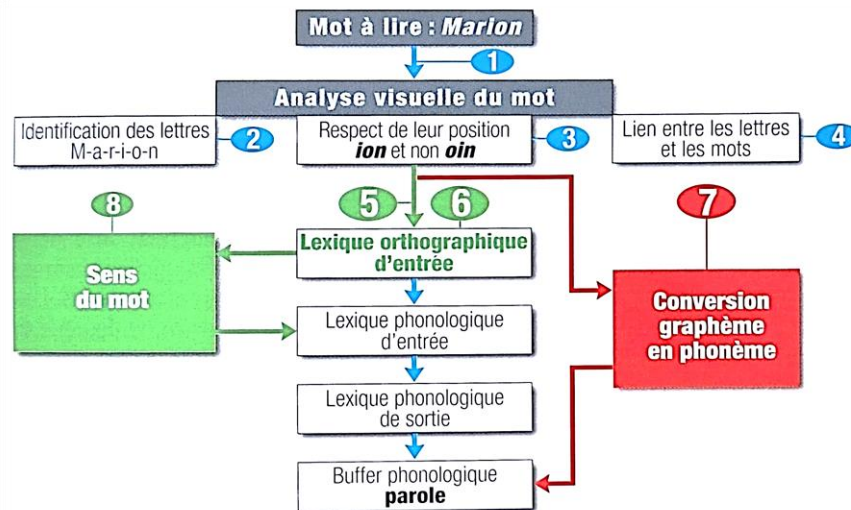 Mot à lire : Marion
1
Analyse visuelle du mot
Identification des lettres
M-a-r-i-o-n
2
Respect de leur position
ion et non oin
3
Lien entre les lettres
et les mots
4
8
5
6
7
Sens
du mot
Lexique orthographique
d'entrée
Conversion
graphème
en phonème
Lexique phonologique
d'entrée
Lexique phonologique
de sortie
Buffer phonologique
parole